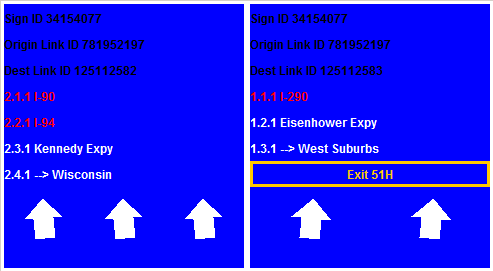 Sign ID 34154077
Origin Link ID 781952197
Dest Link ID 125112582
2.1.1 I-90
2.2.1 I-94
2.3.1 Kennedy Expy
2.4.1 --> Wisconsin
Sign ID 34154077
Origin Link ID 781952197
Dest Link ID 125112583
1.1.1 I-290
1.2.1 Eisenhower Expy
1.3.1 --> West Suburbs
Exit 51H